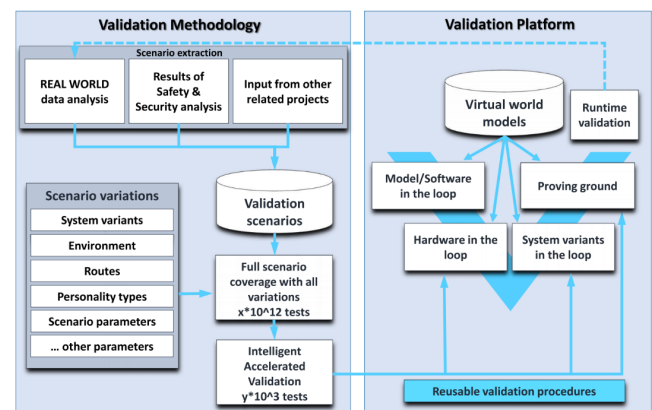 Validation Methodology
Scenario extraction
REAL WORLD
data analysis
Results of
Safety &
Security analysis
Input from other
related projects
Scenario variations
System variants
Environment
Routes
Personality types
Scenario parameters
... other parameters
Validation
scenarios
Full scenario
coverage with all
variations
x*10^12 tests
Intelligent
Accelerated
Validation
y*10^3 tests
Validation Platform
Virtual world
models
Runtime
validation
Model/Software
in the loop
Proving ground
Hardware in the
loop
System variants
in the loop
Reusable validation procedures